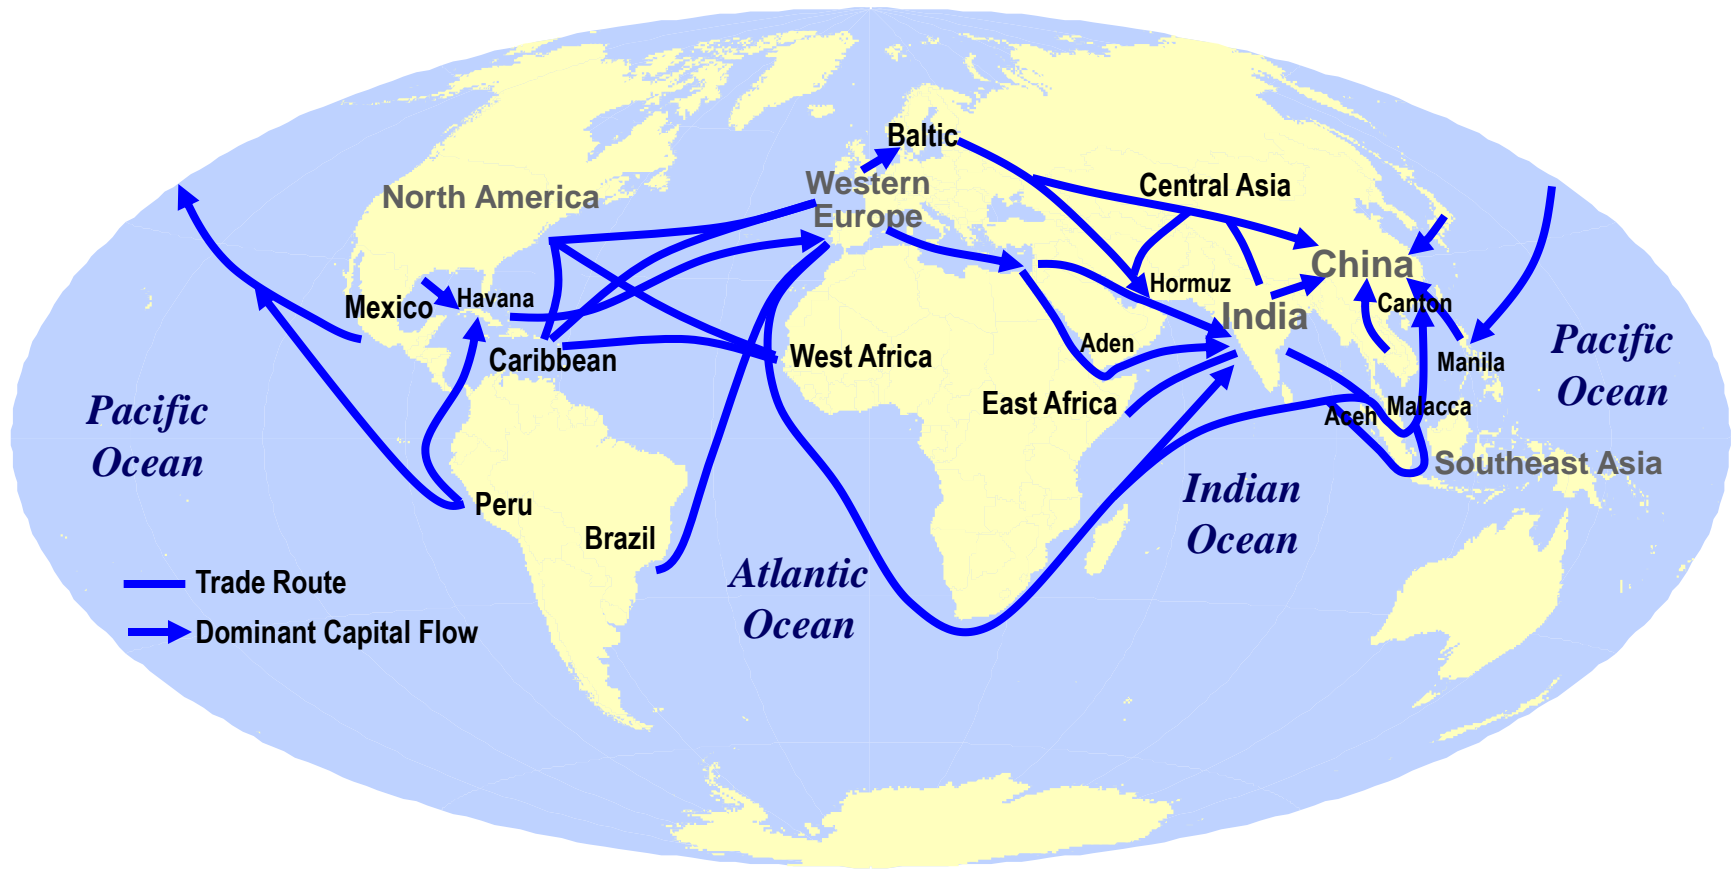 Baltic
Western
Europe
North America
Central Asia
China
Hormuz
Havana
Mexico
Canton
India
Aden
Pacific
Ocean
Manila
Caribbean
West Africa
East Africa
Malacca
Aceh
Pacific
Ocean
Southeast Asia
Indian
Ocean
Peru
Brazil
Atlantic
Ocean
Trade Route
Dominant Capital Flow